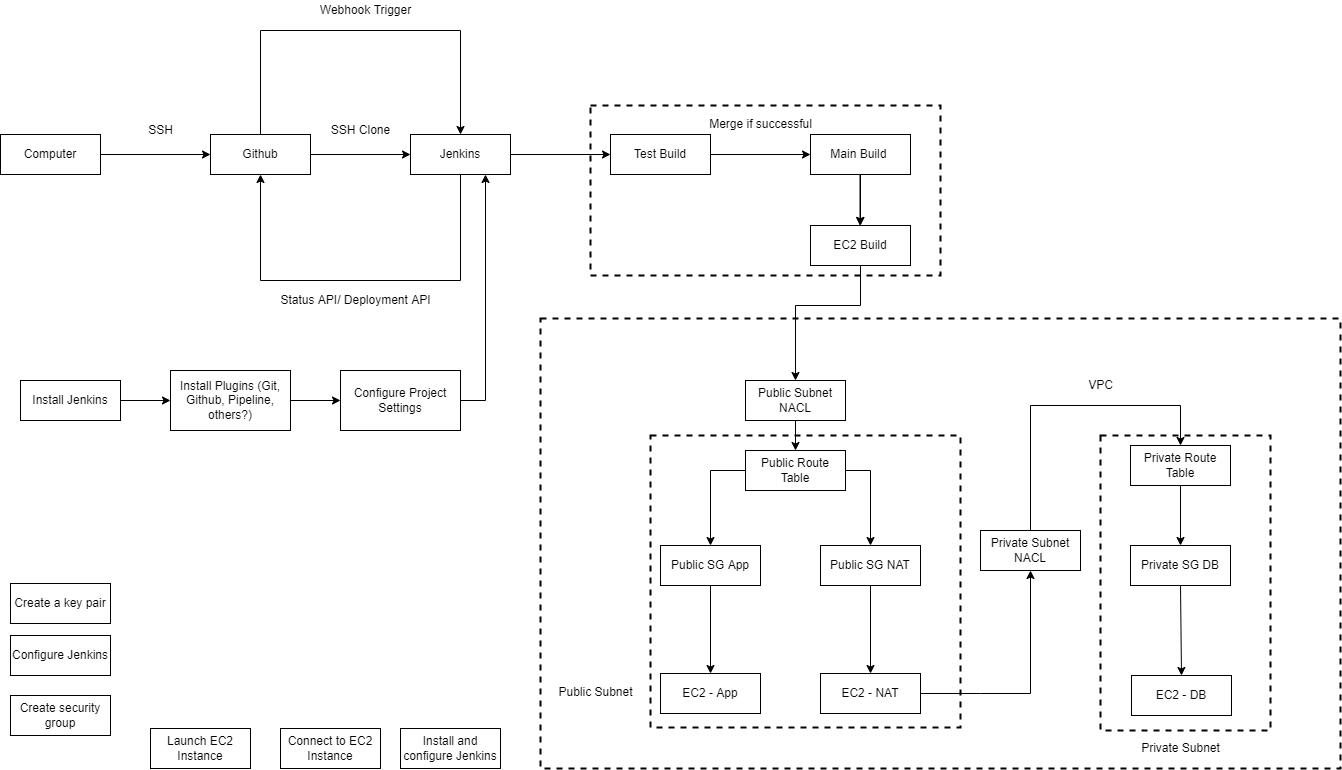 Webhook Trigger
SSH
SSH Clone
Merge if successful
Computer
Github
Jenkins
Test Build
Main Build
EC2 Build
Status API/ Deployment API
Install Jenkins
Install Plugins (Git,
Github, Pipeline,
others?)
Configure Project
Settings
Public Subnet
NACL
VPC
Public Route
Table
Private Route
Table
Private Subnet
NACL
Public SG App
Public SG NAT
Private SG DB
Create a key pair
Configure Jenkins
Public Subnet
EC2 - App
EC2 - NAT
EC2 - DB
Create security
group
Launch EC2
Instance
Connect to EC2
Instance
Install and
configure Jenkins
Private Subnet